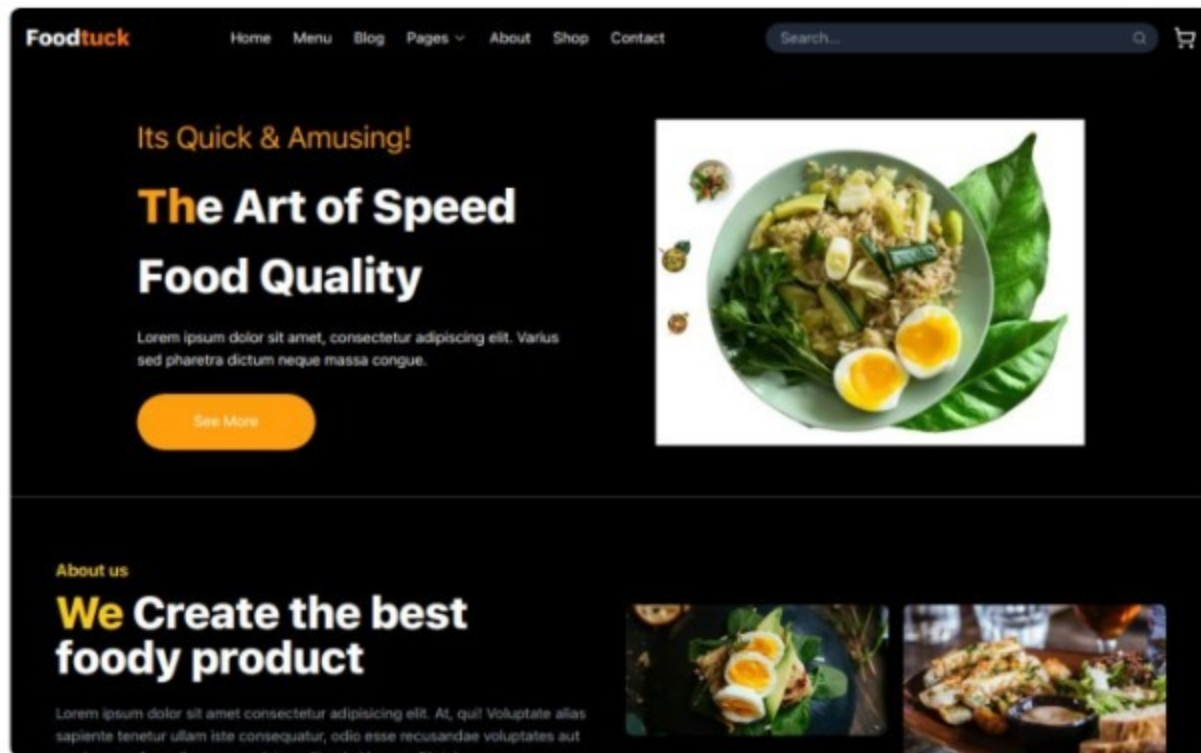 Foodtuck
Home Menu Blog Pages About Shop Contact
Search...
Its Quick & Amusing!
The Art of Speed
Food Quality
Lorem ipsum dolor sit amet, consectetur adipiscing elit. Varius
sed pharetra dictum neque massa congue.
See More
About us
We Create the best
foody product
Lorem ipsum dolor sit amet consectetur adipisicing elit. At, qui! Voluptate alias
sapiente tenetur ullam iste consequatur, odio esse recusandae voluptates aut